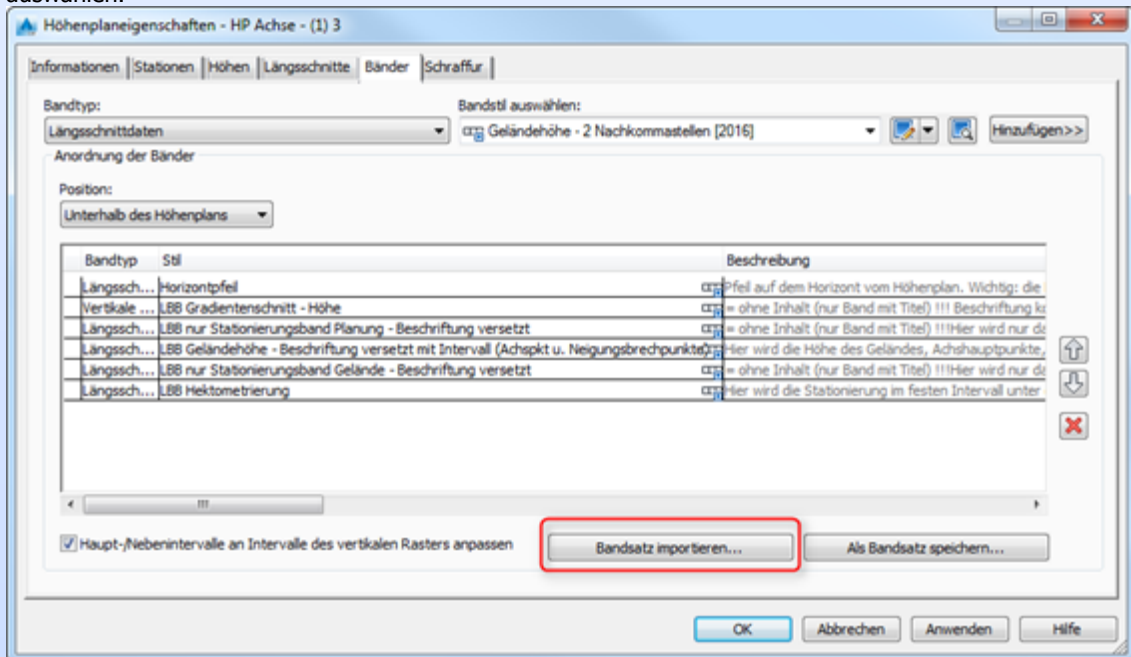 auswählen.
Höhenplaneigenschaften - HP Achse - (1) 3
Informationen Stationen Höhen Längsschnitte Bänder Schraffur
Bandtyp: Bandstil auswählen:
Längsschnittdaten Geländehöhe - 2 Nachkommastellen [2016] Hinzufügen>>
Anordnung der Bänder
Position:
Unterhalb des Höhenplans
Bandtyp Stil Beschreibung
Längssch... Horizontpfeil Pfeil auf dem Horizont vom Höhenplan. Wichtig: die
Vertikale ... LBB Gradientenschnitt - Höhe = ohne Inhalt (nur Band mit Titel) !!! Beschriftung
Längssch... LBB nur Stationierungsband Planung - Beschriftung versetzt = ohne Inhalt (nur Band mit Titel) !!!Hier wird nur
Längssch... LBB Geländehöhe - Beschriftung versetzt mit Intervall (Achspkt u. Neigungsbrechpunkte) Hier wird die Höhe des Geländes, Achshauptpunkte,
Längssch... LBB nur Stationierungsband Gelände - Beschriftung versetzt = ohne Inhalt (nur Band mit Titel) !!!Hier wird nur
Längssch... LBB Hektometrierung Hier wird die Stationierung im festen Intervall unter
Haupt-/Nebenintervalle an Intervalle des vertikalen Rasters anpassen Bandsatz importieren... Als Bandsatz speichern...
OK Abbrechen Anwenden Hilfe